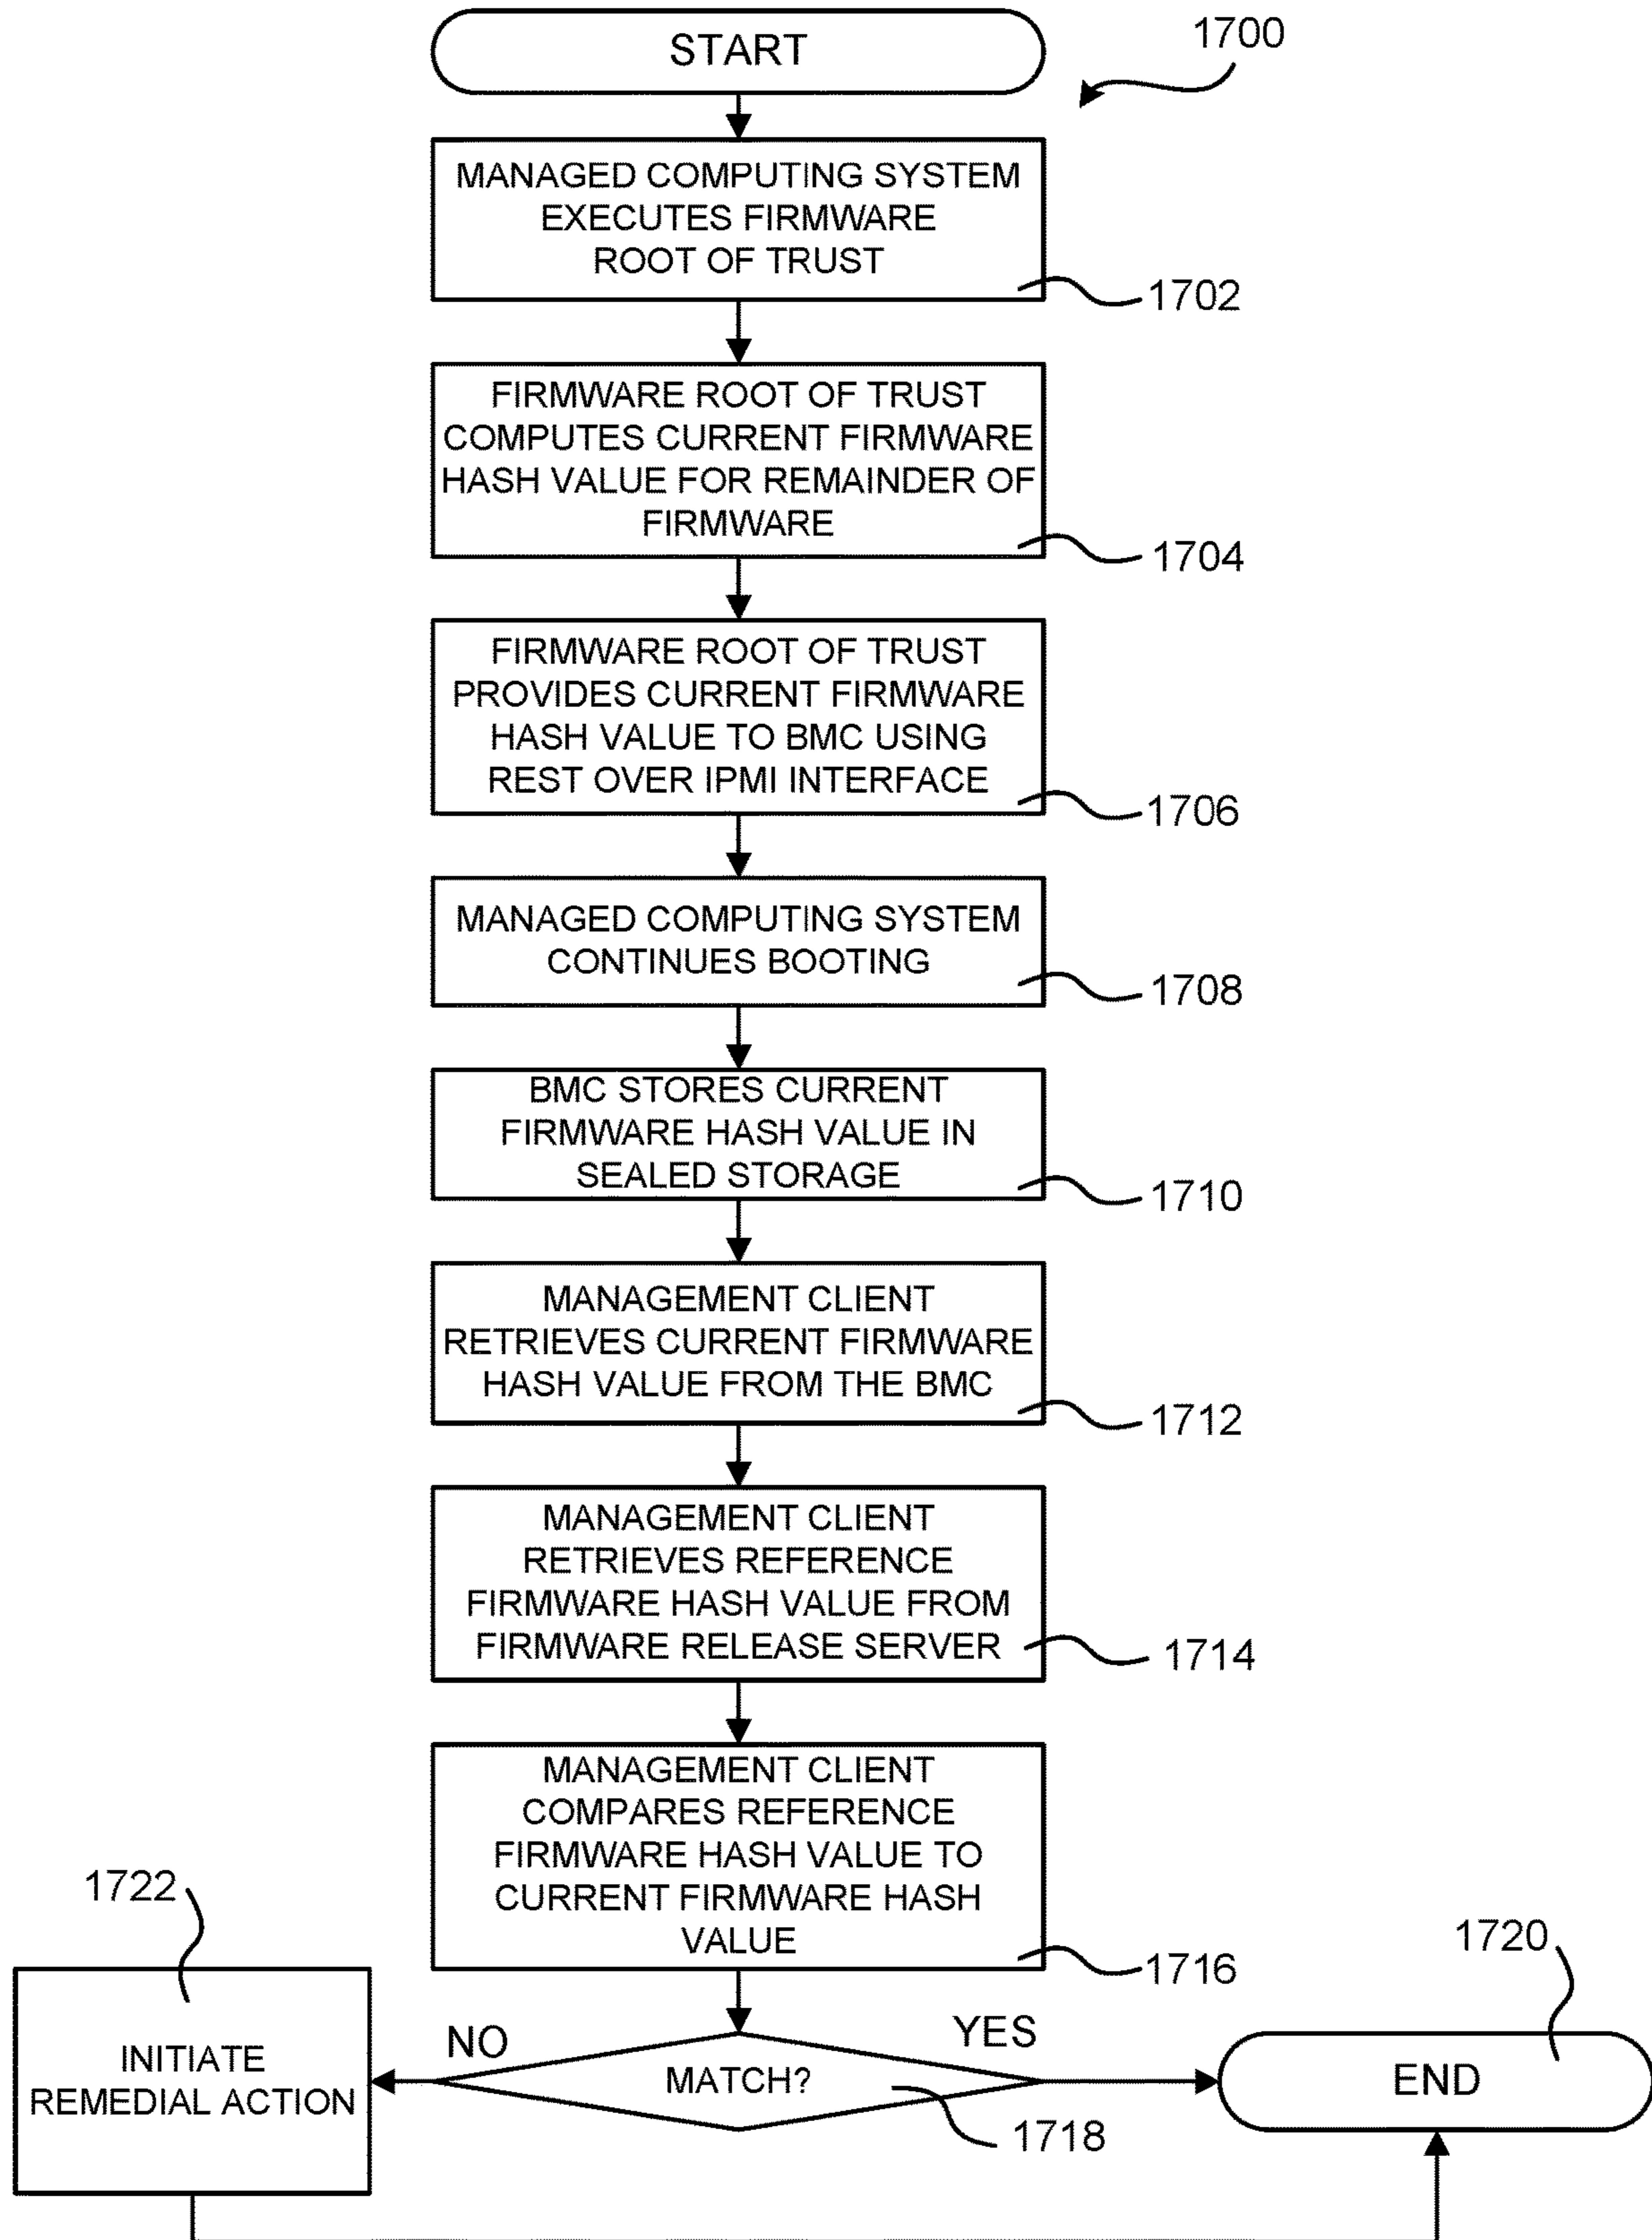 START
1700
MANAGED COMPUTING SYSTEM
EXECUTES FIRMWARE
ROOT OF TRUST
1702
FIRMWARE ROOT OF TRUST
COMPUTES CURRENT FIRMWARE
HASH VALUE FOR REMAINDER OF
FIRMWARE
1704
FIRMWARE ROOT OF TRUST
PROVIDES CURRENT FIRMWARE
HASH VALUE TO BMC USING
REST OVER IPMI INTERFACE
1706
MANAGED COMPUTING SYSTEM
CONTINUES BOOTING
1708
BMC STORES CURRENT
FIRMWARE HASH VALUE IN
SEALED STORAGE
1710
MANAGEMENT CLIENT
RETRIEVES CURRENT FIRMWARE
HASH VALUE FROM THE BMC
1712
MANAGEMENT CLIENT
RETRIEVES REFERENCE
FIRMWARE HASH VALUE FROM
FIRMWARE RELEASE SERVER
1714
MANAGEMENT CLIENT
COMPARES REFERENCE
FIRMWARE HASH VALUE TO
CURRENT FIRMWARE HASH
VALUE
1716
MATCH?
1718
NO
YES
1722
INITIATE
REMEDIAL ACTION
1720
END